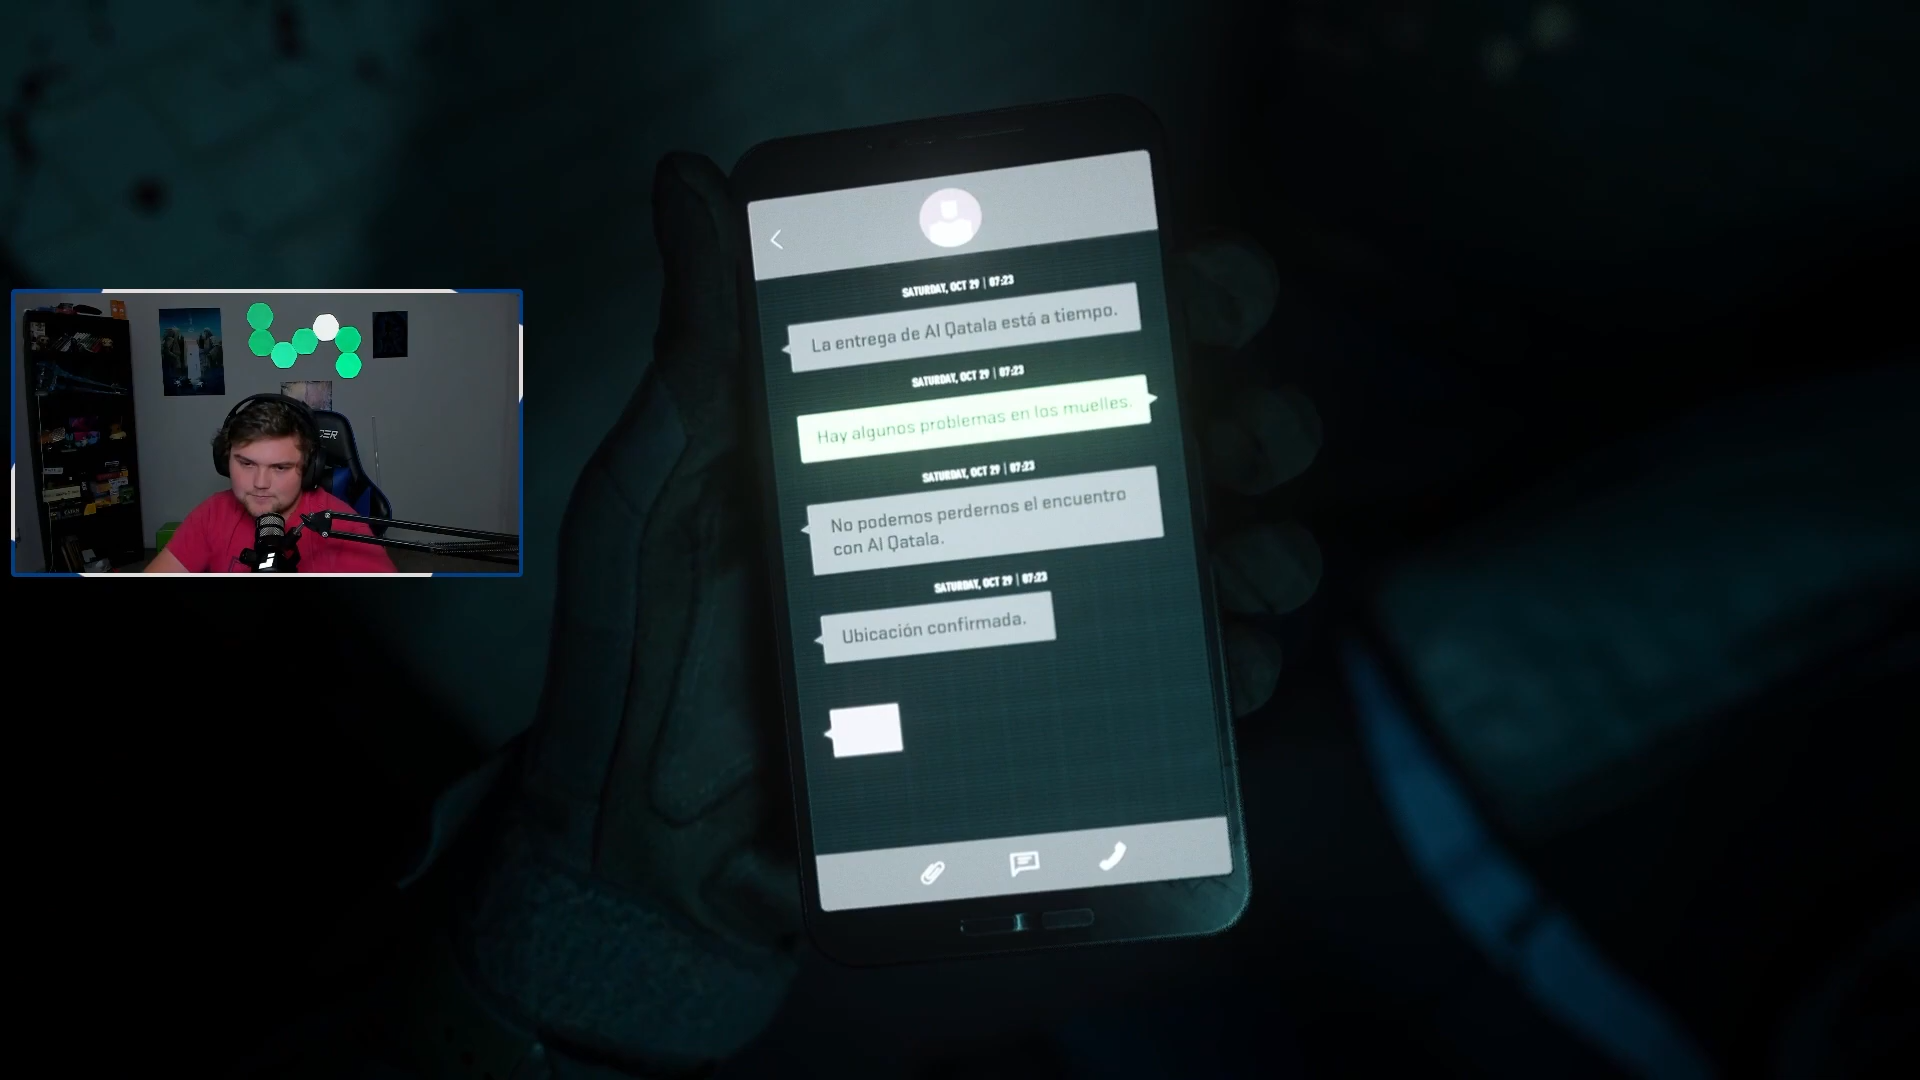 SATURDAY, OCT 29 | 07:23
La entrega de Al Qatala está a tiempo.
SATURDAY, OCT 29 | 07:23
Hay algunos problemas en los muelles.
SATURDAY, OCT 29 | 07:23
No podemos perdernos el encuentro
con Al Qatala.
SATURDAY, OCT 29 | 07:23
Ubicación confirmada.